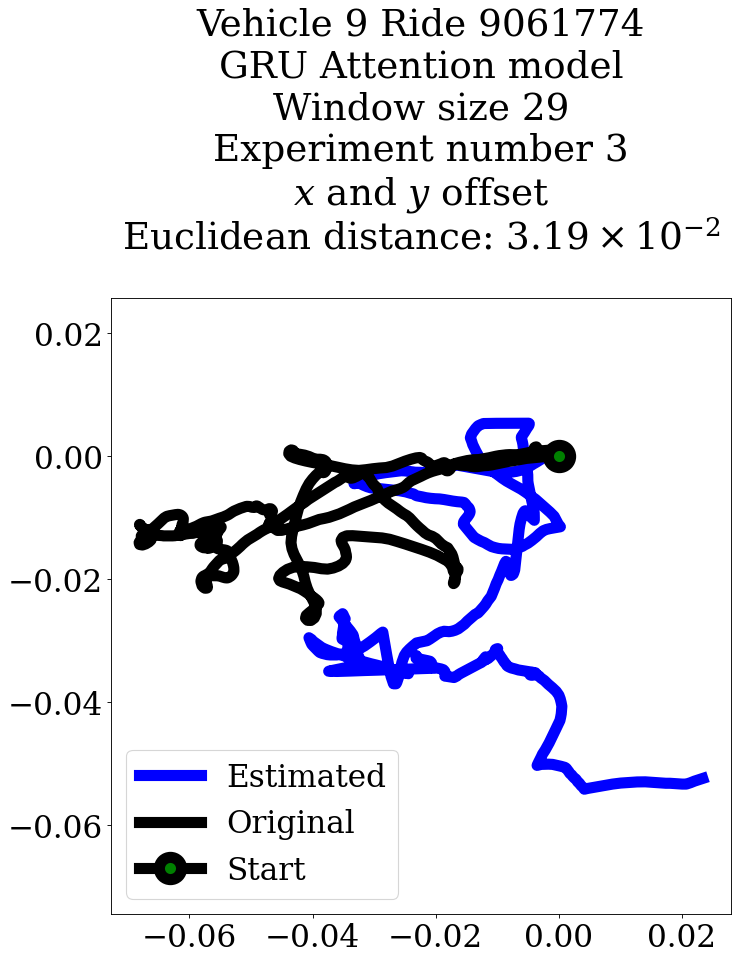 Vehicle 9 Ride 9061774
GRU Attention model
Window size 29
Experiment number 3
x and y offset
Euclidean distance: 3.19 × 10⁻²
0.02
0.00
−0.02
−0.04
−0.06
Estimated
Original
Start
−0.06 −0.04 −0.02 0.00 0.02